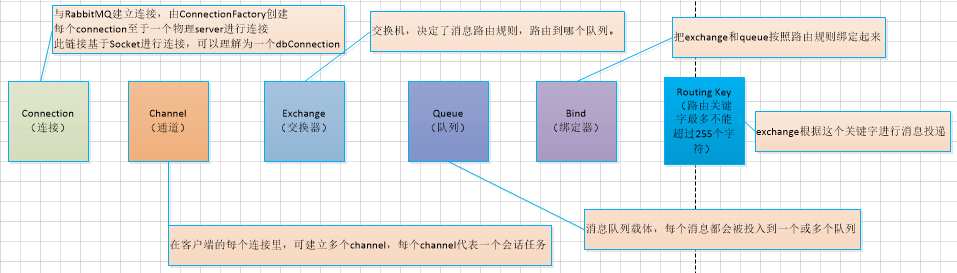 与RabbitMQ建立连接，由ConnectionFactory创建
每个connection至于一个物理server进行连接
此链接基于Socket进行连接，可以理解为一个dbConnection
交换机，决定了消息路由规则，路由到哪个队列。
把exchange和queue按照路由规则绑定起来
Connection
（连接）
Channel
（通道）
Exchange
（交换器）
Queue
（队列）
Bind
（绑定器）
Routing Key
（路由关键
字最多不能
超过255个字
符）
exchange根据这个关键字进行消息投递
在客户端的每个连接里，可建立多个channel，每个channel代表一个会话任务
消息队列载体，每个消息都会被投入到一个或多个队列